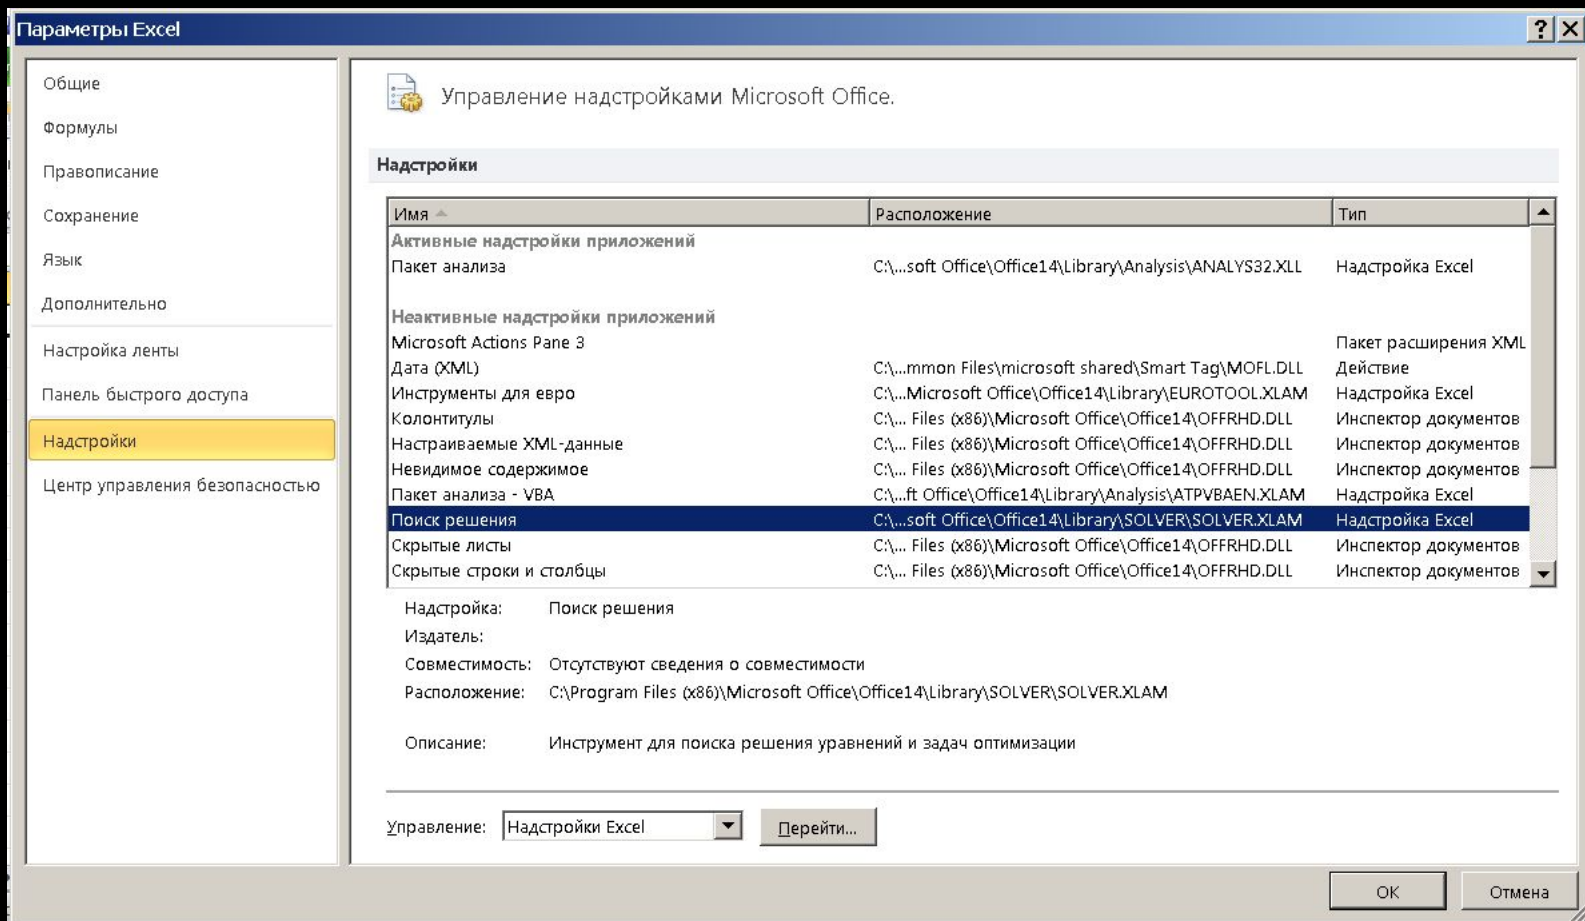 Параметры Excel
Общие
Формулы
Правописание
Сохранение
Язык
Дополнительно
Настройка ленты
Панель быстрого доступа
Надстройки
Центр управления безопасностью
Управление надстройками Microsoft Office.
Надстройки
Имя Расположение Тип
Активные надстройки приложений
Пакет анализа C:\...soft Office\Office14\Library\Analysis\ANALYS32.XLL Надстройка Excel
Неактивные надстройки приложений
Microsoft Actions Pane 3 Пакет расширения XML
Дата (XML) C:\...mmon Files\microsoft shared\Smart Tag\MOFL.DLL Действие
Инструменты для евро C:\...Microsoft Office\Office14\Library\EUROTOOL.XLAM Надстройка Excel
Колонтитулы C:\... Files (x86)\Microsoft Office\Office14\OFFRHD.DLL Инспектор документов
Настраиваемые XML-данные C:\... Files (x86)\Microsoft Office\Office14\OFFRHD.DLL Инспектор документов
Невидимое содержимое C:\... Files (x86)\Microsoft Office\Office14\OFFRHD.DLL Инспектор документов
Пакет анализа - VBA C:\...ft Office\Office14\Library\Analysis\ATPVBAEN.XLAM Надстройка Excel
Поиск решения C:\...soft Office\Office14\Library\SOLVER\SOLVER.XLAM Надстройка Excel
Скрытые листы C:\... Files (x86)\Microsoft Office\Office14\OFFRHD.DLL Инспектор документов
Скрытые строки и столбцы C:\... Files (x86)\Microsoft Office\Office14\OFFRHD.DLL Инспектор документов
Надстройка: Поиск решения
Издатель:
Совместимость: Отсутствуют сведения о совместимости
Расположение: C:\Program Files (x86)\Microsoft Office\Office14\Library\SOLVER\SOLVER.XLAM
Описание: Инструмент для поиска решения уравнений и задач оптимизации
Управление: Надстройки Excel Перейти...
ОК Отмена